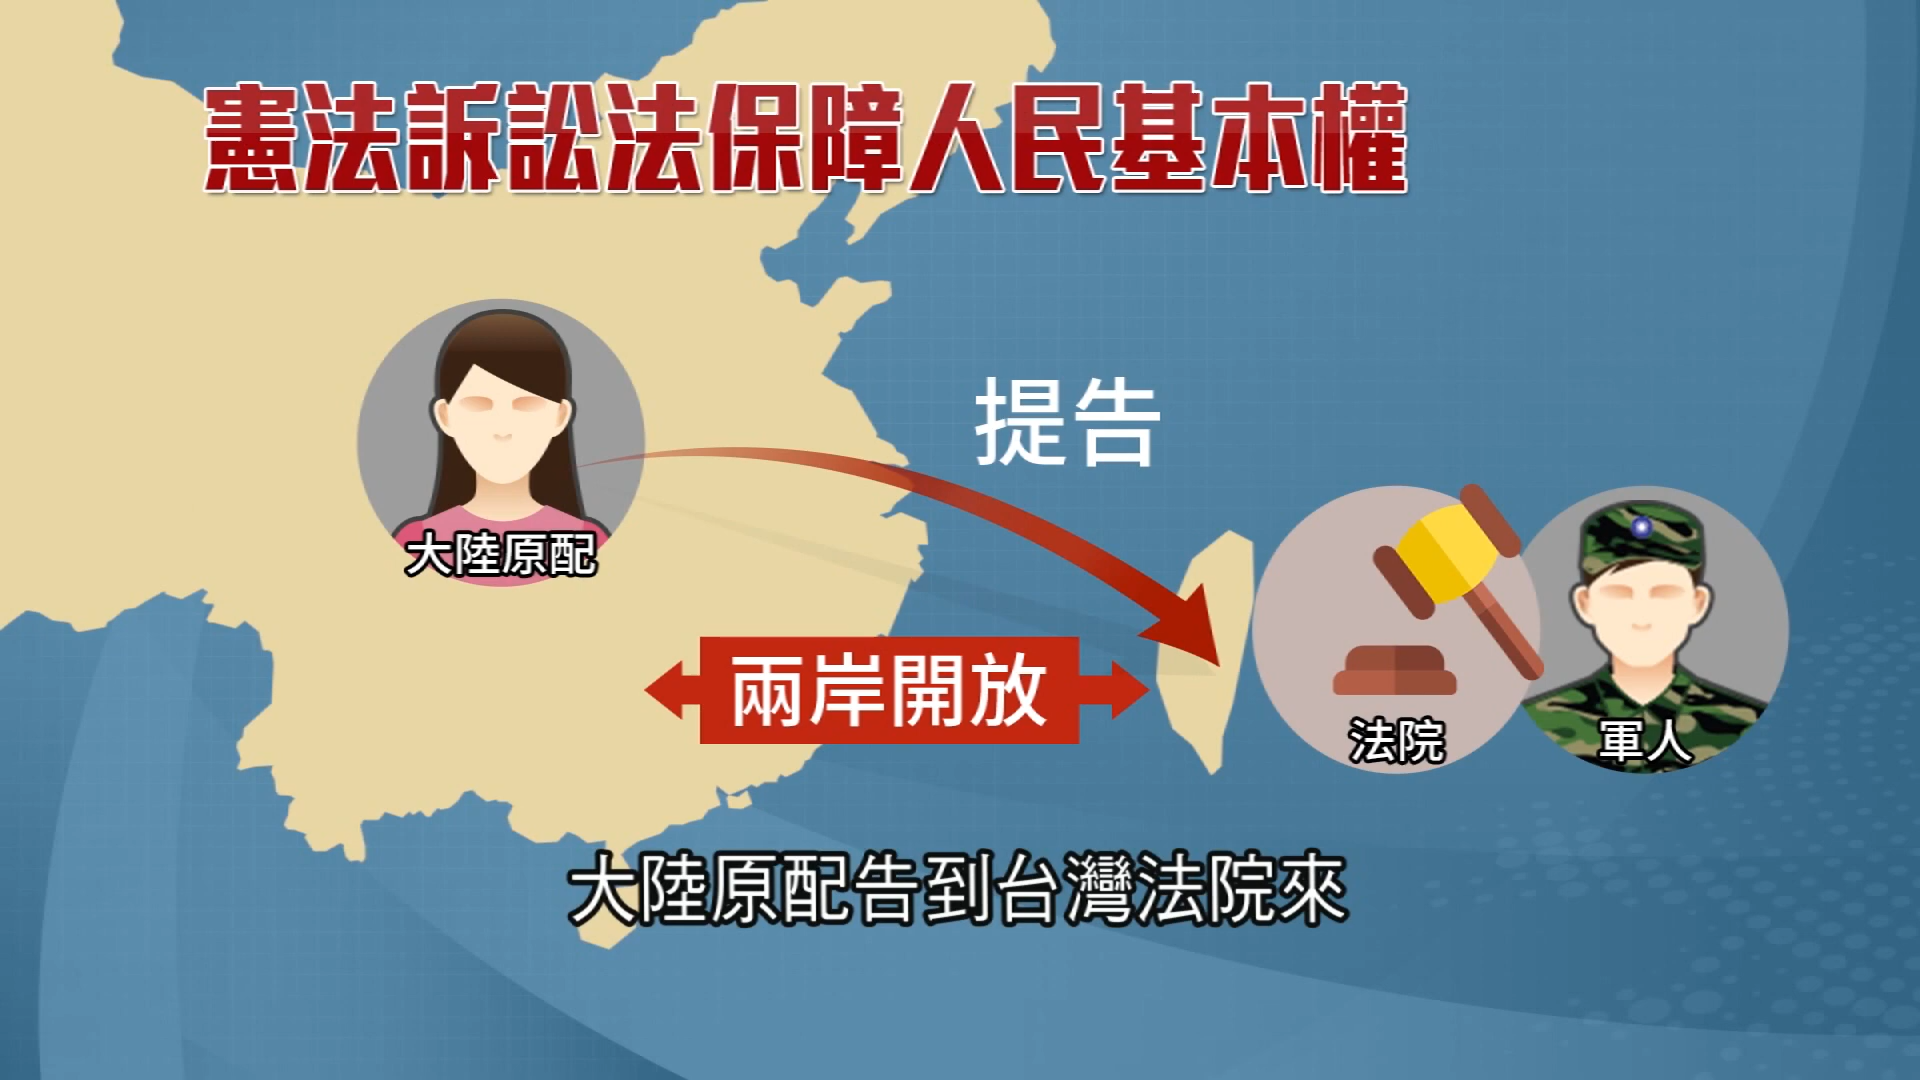 憲法訴訟法保障人民基本權
提告
大陸原配
兩岸開放
法院
軍人
大陸原配告到台灣法院來